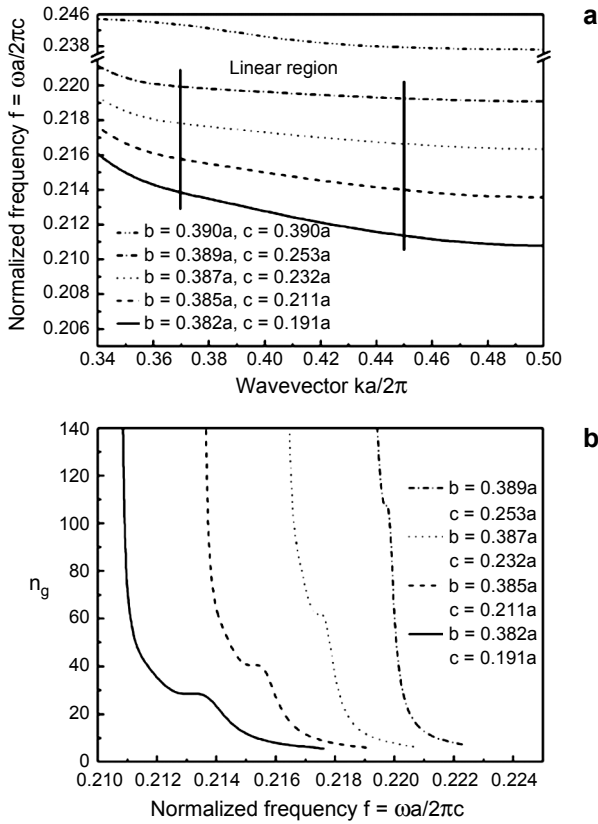 a
Normalized frequency f = ωa/2πc
0.246
0.238
0.220
0.218
0.216
0.214
0.212
0.210
0.208
0.206
Linear region
b = 0.390a, c = 0.390a
b = 0.389a, c = 0.253a
b = 0.387a, c = 0.232a
b = 0.385a, c = 0.211a
b = 0.382a, c = 0.191a
0.34 0.36 0.38 0.40 0.42 0.44 0.46 0.48 0.50
Wavevector ka/2π
b
n_g
140
120
100
80
60
40
20
0
b = 0.389a
c = 0.253a
b = 0.387a
c = 0.232a
b = 0.385a
c = 0.211a
b = 0.382a
c = 0.191a
0.210 0.212 0.214 0.216 0.218 0.220 0.222 0.224
Normalized frequency f = ωa/2πc